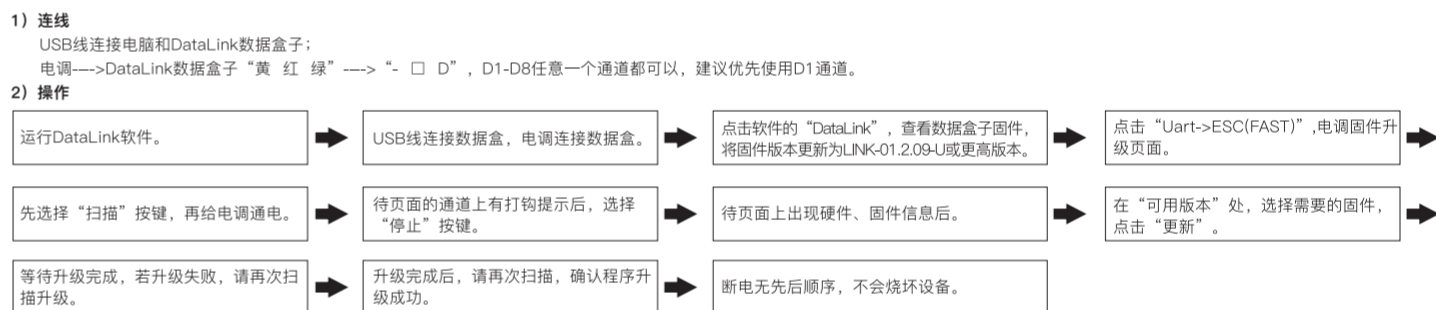 1）连线
USB线连接电脑和DataLink数据盒子；
电调---->DataLink数据盒子“黄 红 绿”---->“- □ D”，D1-D8任意一个通道都可以，建议优先使用D1通道。
2）操作
运行DataLink软件。
USB线连接数据盒，电调连接数据盒。
点击软件的“DataLink”，查看数据盒子固件，
将固件版本更新为LINK-01.2.09-U或更高版本。
点击“Uart->ESC(FAST)”,电调固件升
级页面。
先选择“扫描”按键，再给电调通电。
待页面的通道上有打钩提示后，选择
“停止”按键。
待页面上出现硬件、固件信息后。
在“可用版本”处，选择需要的固件，
点击“更新”。
等待升级完成，若升级失败，请再次扫
描升级。
升级完成后，请再次扫描，确认程序升
级成功。
断电无先后顺序，不会烧坏设备。